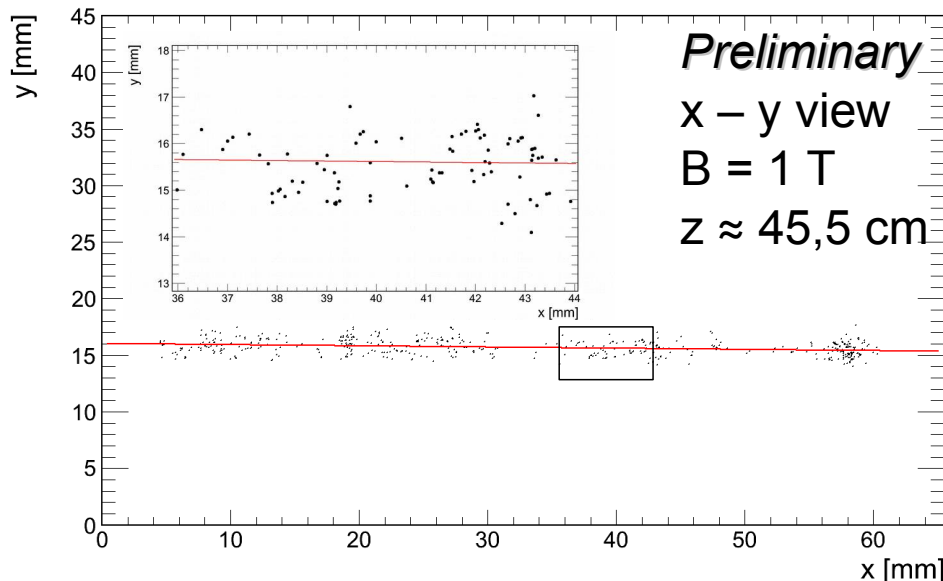 Preliminary
x – y view
B = 1 T
z ≈ 45,5 cm
y [mm]
45
40
35
30
25
20
15
10
5
0
0 10 20 30 40 50 60
x [mm]
y [mm]
18
17
16
15
14
13
36 37 38 39 40 41 42 43 44
x [mm]